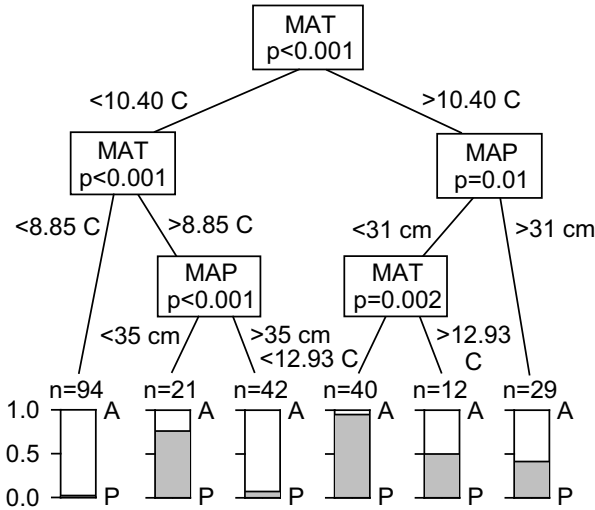 MAT
p<0.001
<10.40 C
>10.40 C
MAT
p<0.001
MAP
p=0.01
<8.85 C
>8.85 C
<31 cm
>31 cm
MAP
p<0.001
MAT
p=0.002
<35 cm
>35 cm
<12.93 C
>12.93
C
n=94
n=21
n=42
n=40
n=12
n=29
1.0
A
A
A
A
A
A
0.5
0.0
P
P
P
P
P
P